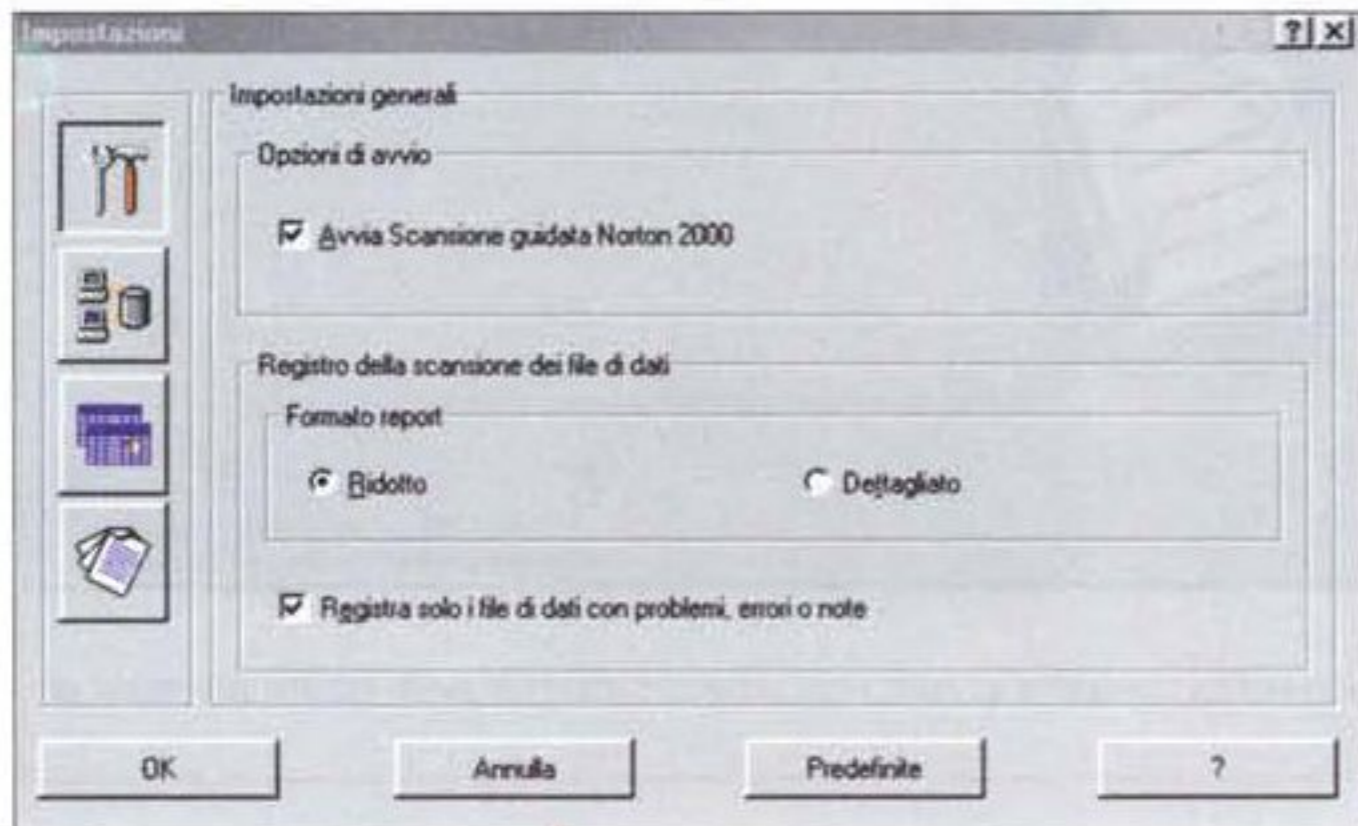 Impostazioni
Impostazioni generali
Opzioni di avvio
Avvia Scansione guidata Norton 2000
Registro della scansione dei file di dati
Formato report
Ridotto
Dettagliato
Registra solo i file di dati con problemi, errori o note
OK
Annulla
Predefinite
?